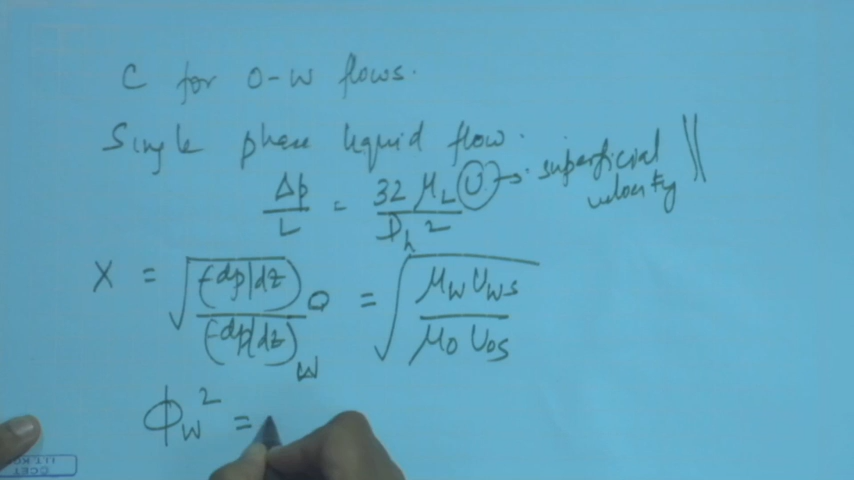 C for O-W flows.
Single phase liquid flow.
Δp/L = 32 μL U/Dh² → superficial velocity
X = √((-dp/dz)O/(-dp/dz)W) = √(μW UWS/μO UOS)
ϕW² =